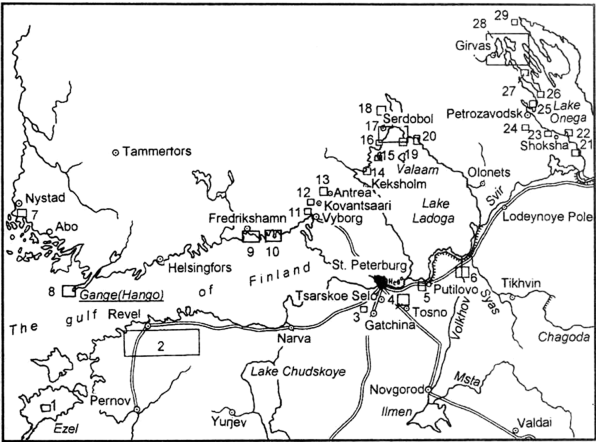 29
28
Girvas
27
26
Petrozavodsk
25
Lake
Onega
24
23
22
Shoksha
21
18
17
Serdobol
16
20
15
19
Valaam
14
Keksholm
Olonets
Svir
Tammertors
Nystad
7
Abo
13
Antrea
12
Kovantsaari
11
Vyborg
Fredrikshamn
9
10
Lake
Ladoga
Lodeynoye Pole
Helsingfors
8
Gange(Hango)
The gulf of Finland
St. Peterburg
Tsarskoe Selo
3
4
5
Putilovo
Tosno
Gatchina
Volkhov
Syas
Tikhvin
Chagoda
Revel
2
Narva
Lake Chudskoye
Novgorod
Msta
Ilmen
Valdai
1
Ezel
Pernov
Yuŋev